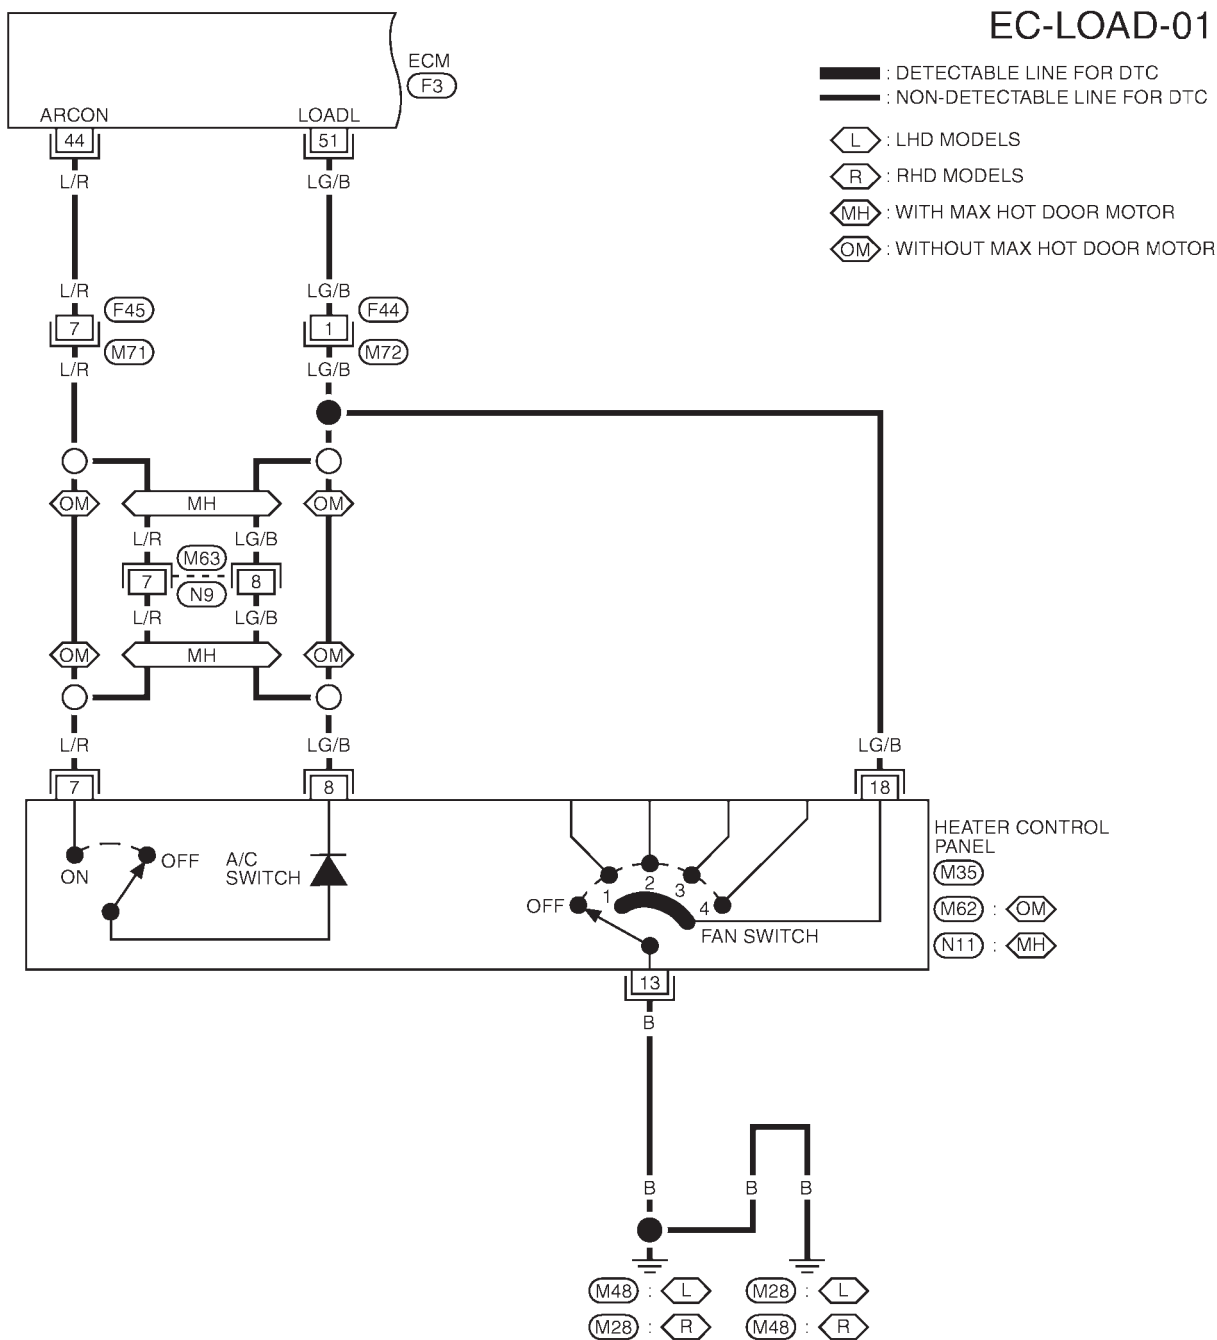 EC-LOAD-01
: DETECTABLE LINE FOR DTC
: NON-DETECTABLE LINE FOR DTC
L : LHD MODELS
R : RHD MODELS
MH : WITH MAX HOT DOOR MOTOR
OM : WITHOUT MAX HOT DOOR MOTOR
ECM
F3
ARCON LOADL
44 51
L/R LG/B
L/R LG/B
F45 F44
7 1
M71 M72
L/R LG/B
OM MH OM
L/R LG/B
M63
7 8
N9
L/R LG/B
OM MH OM
L/R LG/B LG/B
7 8 18
HEATER CONTROL
PANEL
M35
M62 : OM
N11 : MH
ON
OFF
A/C
SWITCH
OFF
1
2
3
4
FAN SWITCH
13
B
B B B
M48 : L M28 : L
M28 : R M48 : R